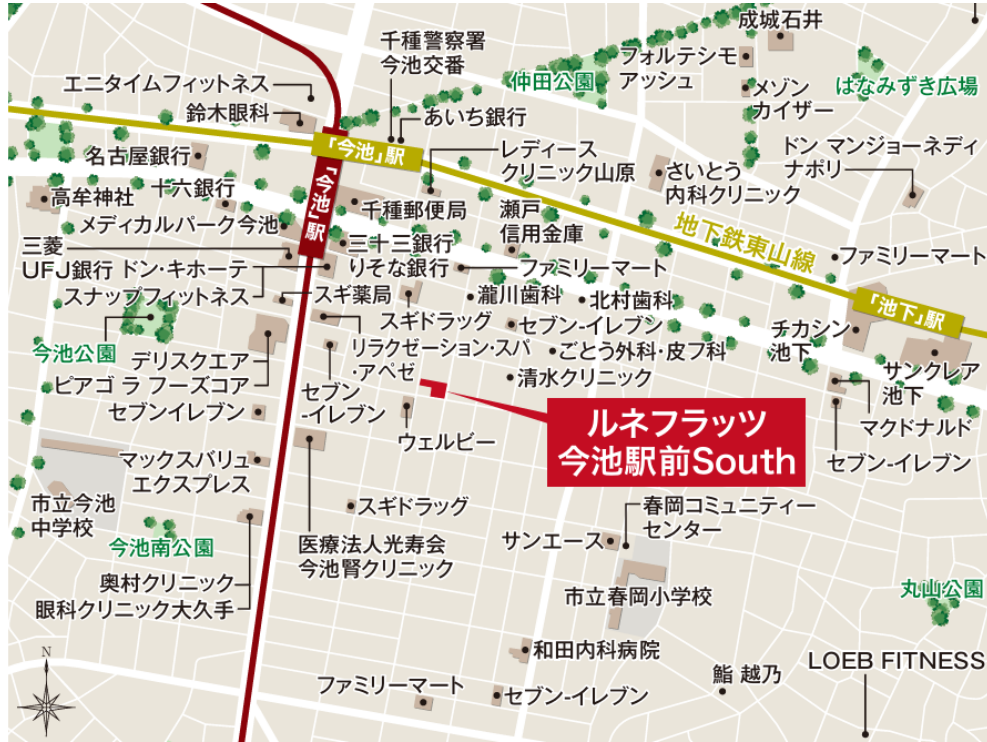 成城石井
千種警察署
今池交番
フォルテシモ
アッシュ
仲田公園
エニタイムフィットネス
メゾン
カイザー
はなみずき広場
鈴木眼科
あいち銀行
「今池」駅
名古屋銀行
レディース
クリニック山原
さいとう
内科クリニック
ドン マンジョーネディ
ナポリ
「今池」駅
高牟神社
十六銀行
千種郵便局
メディカルパーク今池
瀬戸
信用金庫
地下鉄東山線
三菱
UFJ銀行
ドン・キホーテ
三十三銀行
りそな銀行
ファミリーマート
ファミリーマート
スナップフィットネス
スギ薬局
瀧川歯科
北村歯科
「池下」駅
スギドラッグ
セブン-イレブン
チカシン
池下
今池公園
デリスクエア
リラクゼーション・スパ
・アペゼ
ごとう外科・皮フ科
ピアゴ ラ フーズコア
セブン
-イレブン
清水クリニック
サンクレア
池下
セブンイレブン
ウェルビー
ルネフラッツ
今池駅前South
マクドナルド
マックスバリュ
エクスプレス
セブン-イレブン
市立今池
中学校
スギドラッグ
春岡コミュニティー
センター
今池南公園
医療法人光寿会
今池腎クリニック
サンエース
奥村クリニック
眼科クリニック大久手
市立春岡小学校
丸山公園
N
和田内科病院
鮨 越乃
LOEB FITNESS
ファミリーマート
セブン-イレブン